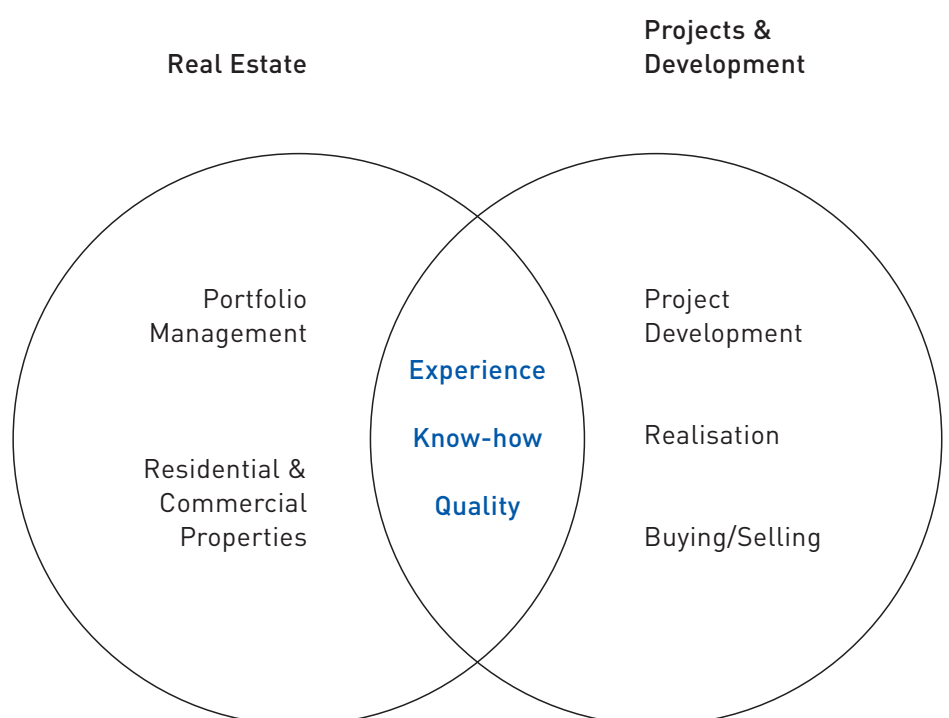 Real Estate
Projects &
Development
Portfolio
Management
Residential &
Commercial
Properties
Experience
Know-how
Quality
Project
Development
Realisation
Buying/Selling